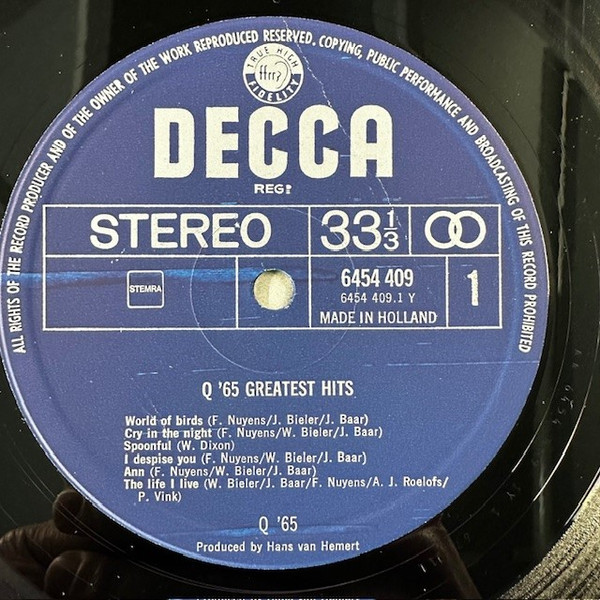 ALL RIGHTS OF THE RECORD PRODUCER AND OF THE OWNER OF THE WORK REPRODUCED RESERVED. COPYING, PUBLIC PERFORMANCE AND BROADCASTING OF THIS RECORD PROHIBITED
TRUE HIGH
ffrr
FIDELITY
DECCA
REGD
STEREO
33 1/3
6454 409
6454 409.1 Y
MADE IN HOLLAND
1
STEMRA
Q '65 GREATEST HITS
World of birds (F. Nuyens/J. Bieler/J. Baar)
Cry in the night (F. Nuyens/W. Bieler/J. Baar)
Spoonful (W. Dixon)
I despise you (F. Nuyens/W. Bieler/J. Baar)
Ann (F. Nuyens/W. Bieler/J. Baar)
The life I live (W. Bieler/J. Baar/F. Nuyens/A. J. Roelofs/
P. Vink)
Q '65
Produced by Hans van Hemert